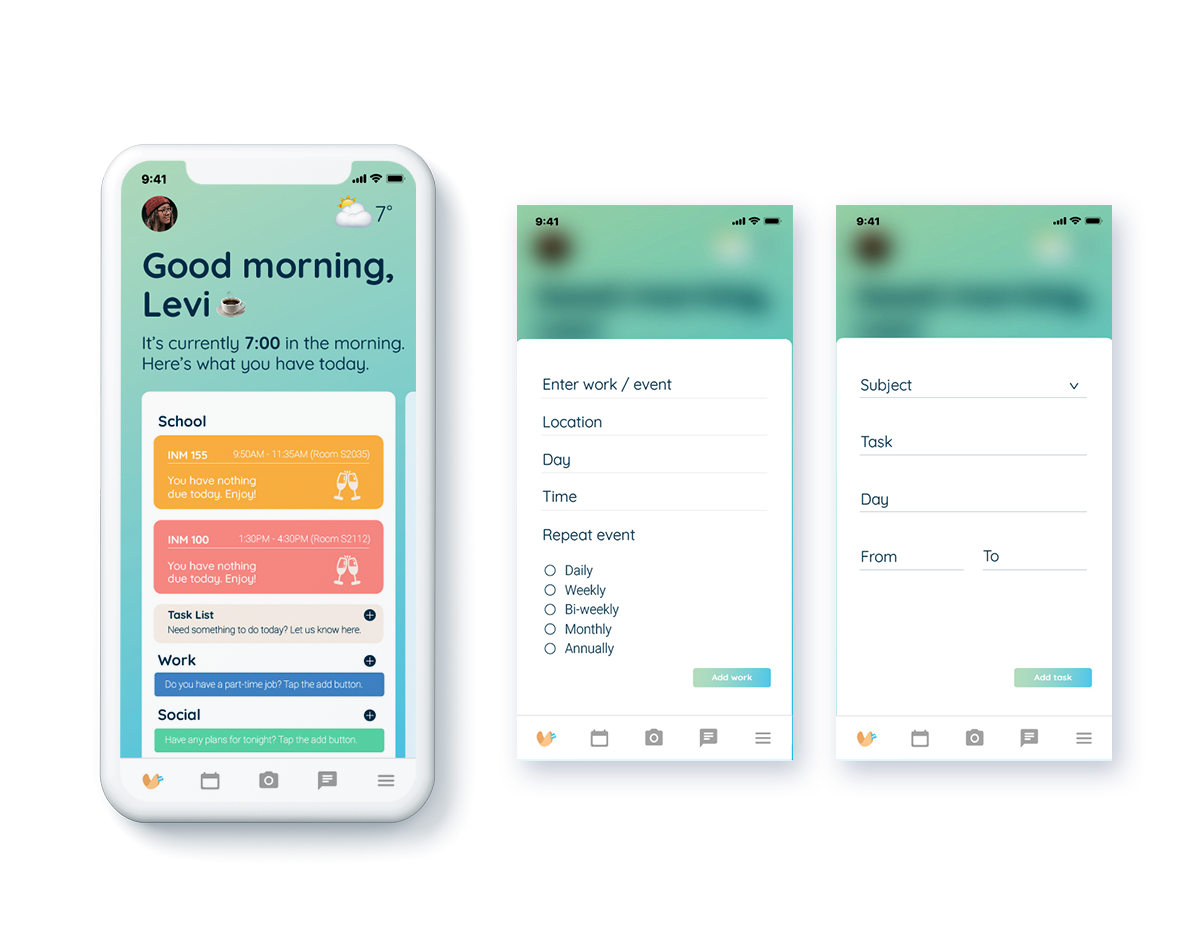 9:41
7°
Good morning,
Levi
It's currently 7:00 in the morning.
Here's what you have today.
School
INM 155 9:50AM - 11:35AM (Room S2035)
You have nothing
due today. Enjoy!
INM 100 1:30PM - 4:30PM (Room S2112)
You have nothing
due today. Enjoy!
Task List
Need something to do today? Let us know here.
Work
Do you have a part-time job? Tap the add button.
Social
Have any plans for tonight? Tap the add button.
9:41
Enter work / event
Location
Day
Time
Repeat event
Daily
Weekly
Bi-weekly
Monthly
Annually
Add work
9:41
Subject
Task
Day
From To
Add task